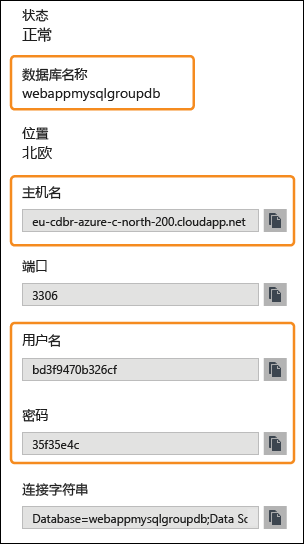 状态
正常
数据库名称
webappmysqlgroupdb
位置
北欧
主机名
eu-cdbr-azure-c-north-200.cloudapp.net
端口
3306
用户名
bd3f9470b326cf
密码
35f35e4c
连接字符串
Database=webappmysqlgroupdb;Data Sc